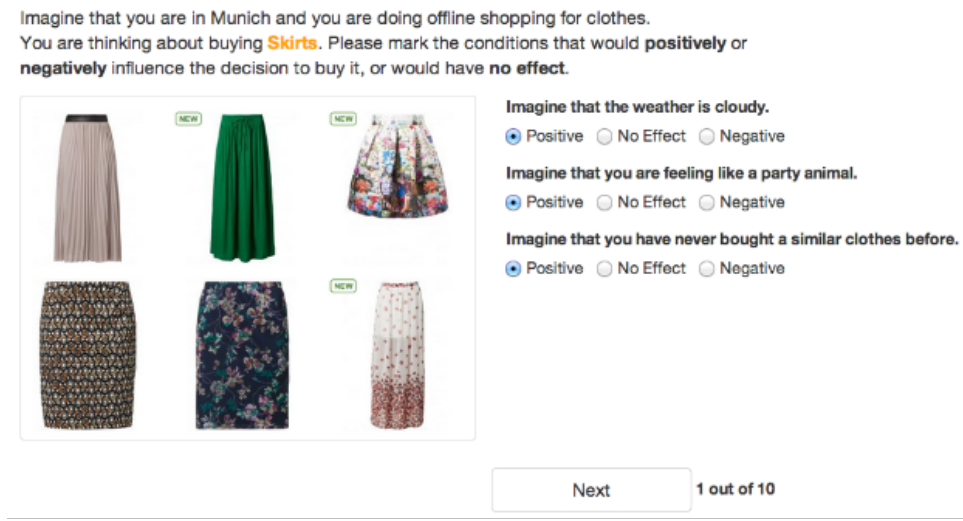 Imagine that you are in Munich and you are doing offline shopping for clothes.
You are thinking about buying Skirts. Please mark the conditions that would positively or
negatively influence the decision to buy it, or would have no effect.
NEW
NEW
NEW
Imagine that the weather is cloudy.
Positive No Effect Negative
Imagine that you are feeling like a party animal.
Positive No Effect Negative
Imagine that you have never bought a similar clothes before.
Positive No Effect Negative
Next
1 out of 10